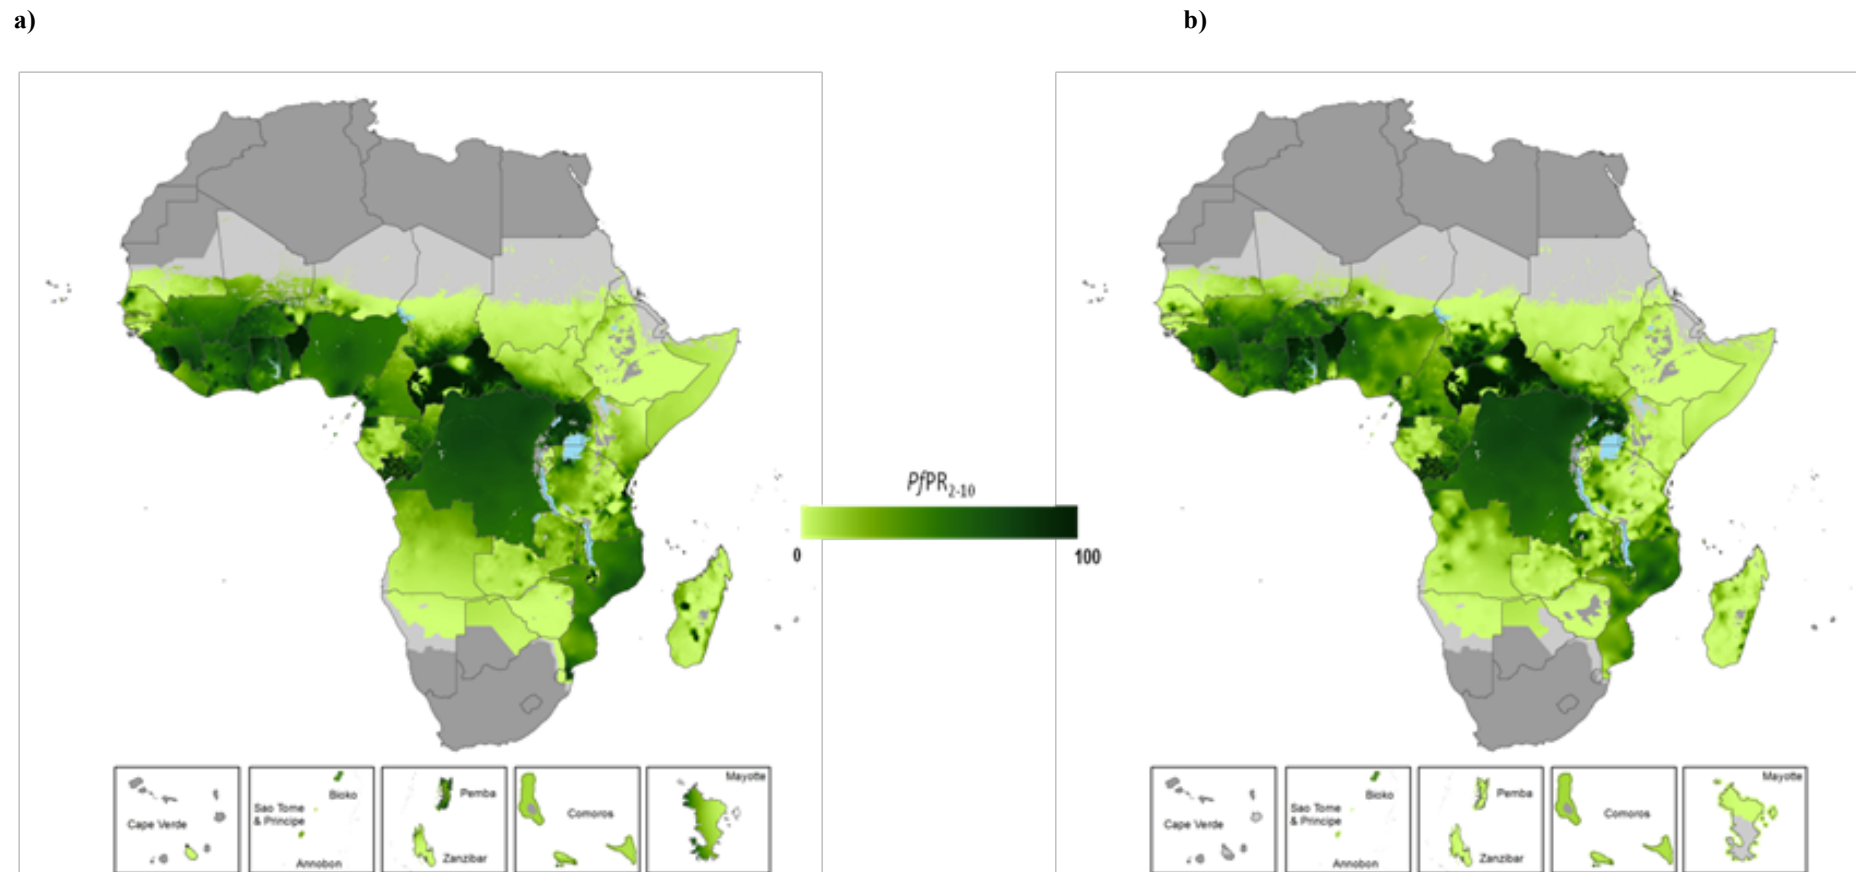 a)
b)
PfPR2-10
0
100
Cape Verde
Bioko
Sao Tome
& Principe
Annobon
Pemba
Zanzibar
Comoros
Mayotte
Cape Verde
Bioko
Sao Tome
& Principe
Annobon
Pemba
Zanzibar
Comoros
Mayotte